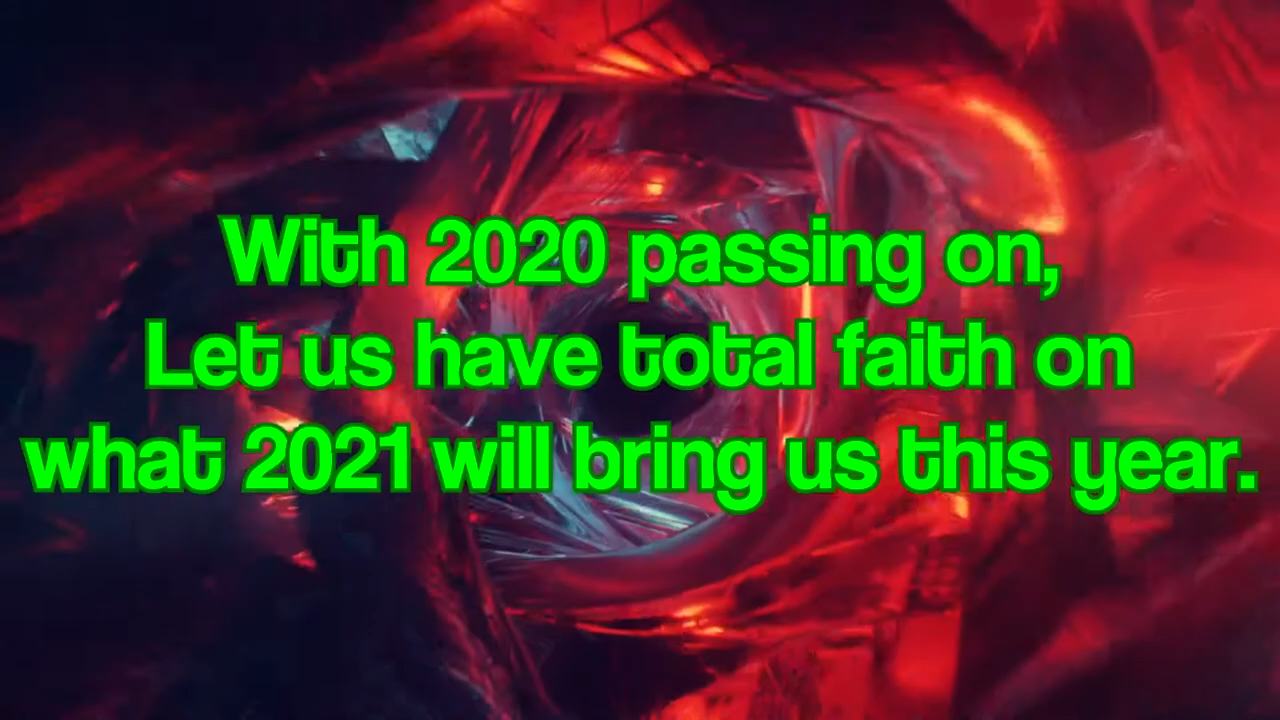 With 2020 passing on,
Let us have total faith on
what 2021 will bring us this year.